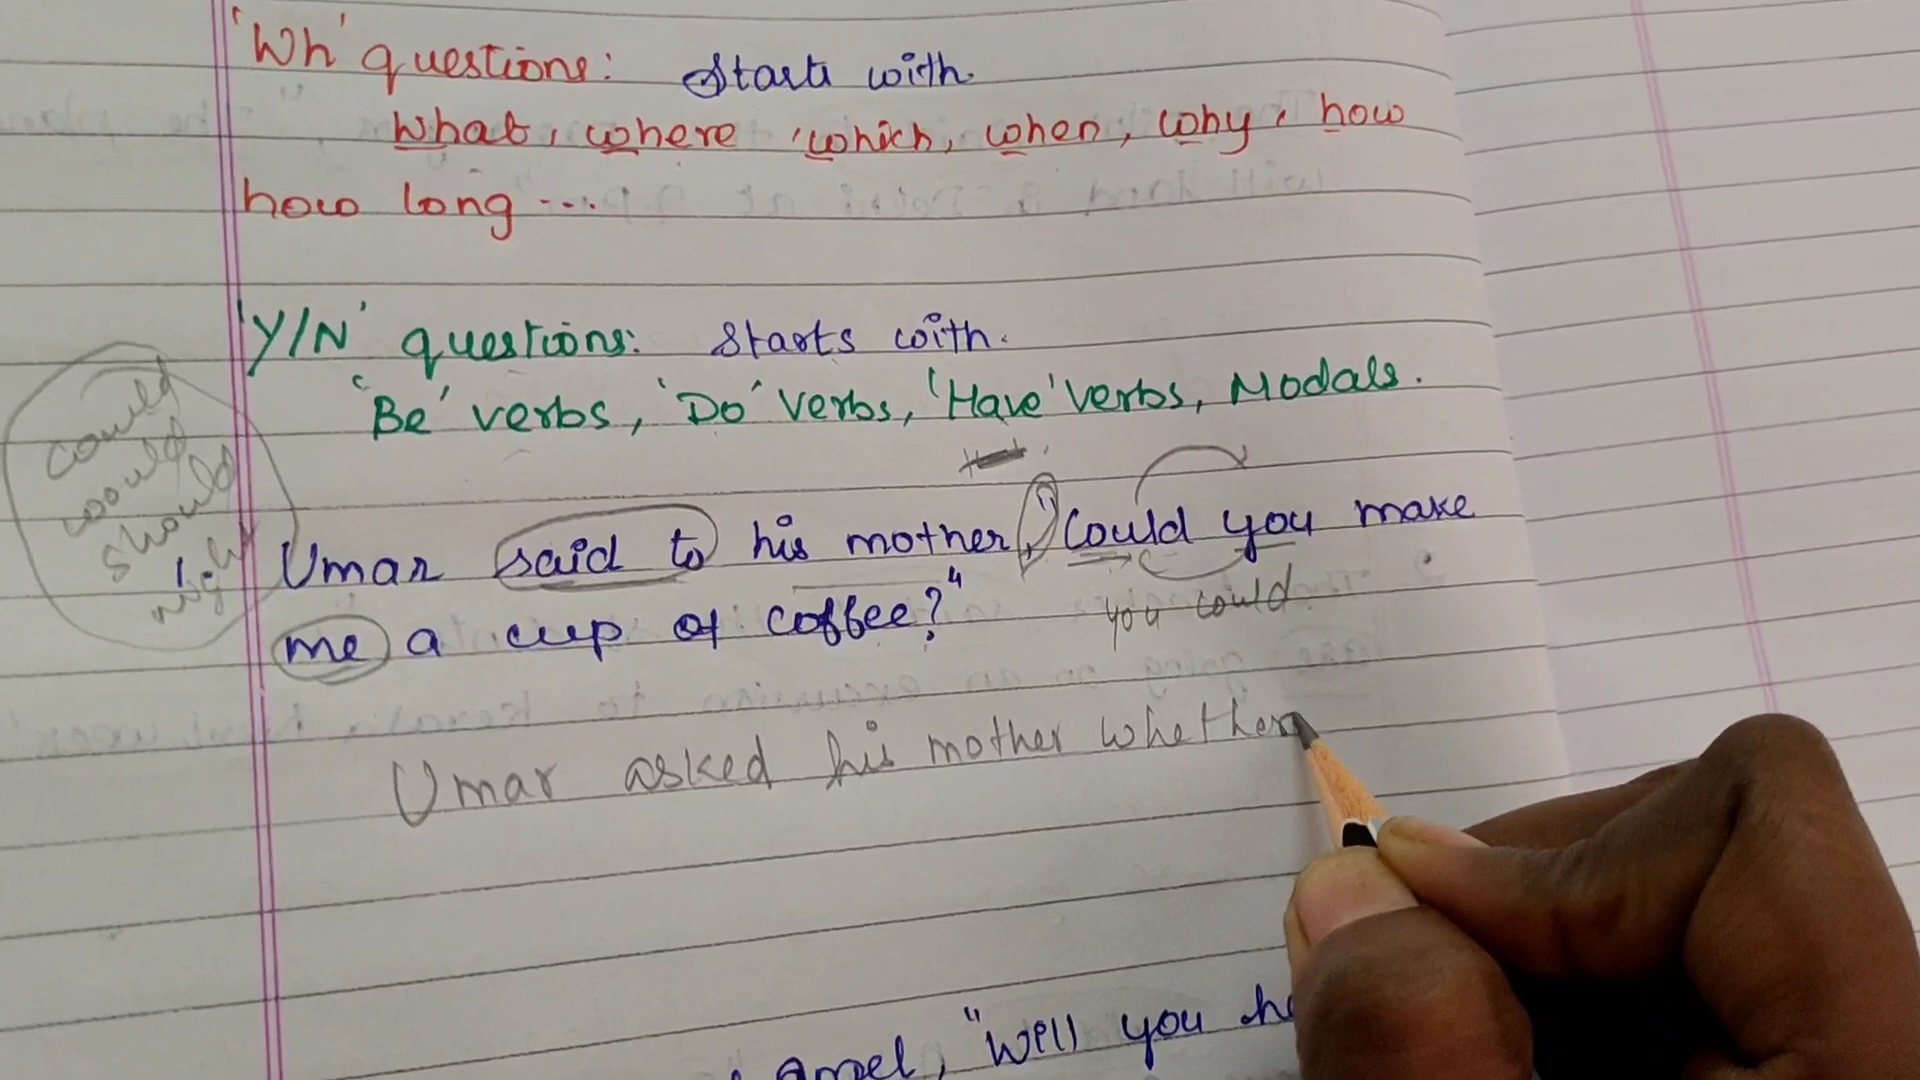 'Wh' questions: Starts with
What, where, which, when, why, how
how long ...
'Y/N' questions: Starts with.
'Be' verbs, 'Do' verbs, 'Have' verbs, Modals.
could
would
should
might
1. Umar said to his mother, "Could you make
me a cup of coffee?"
you could
Umar asked his mother whether
"Will you